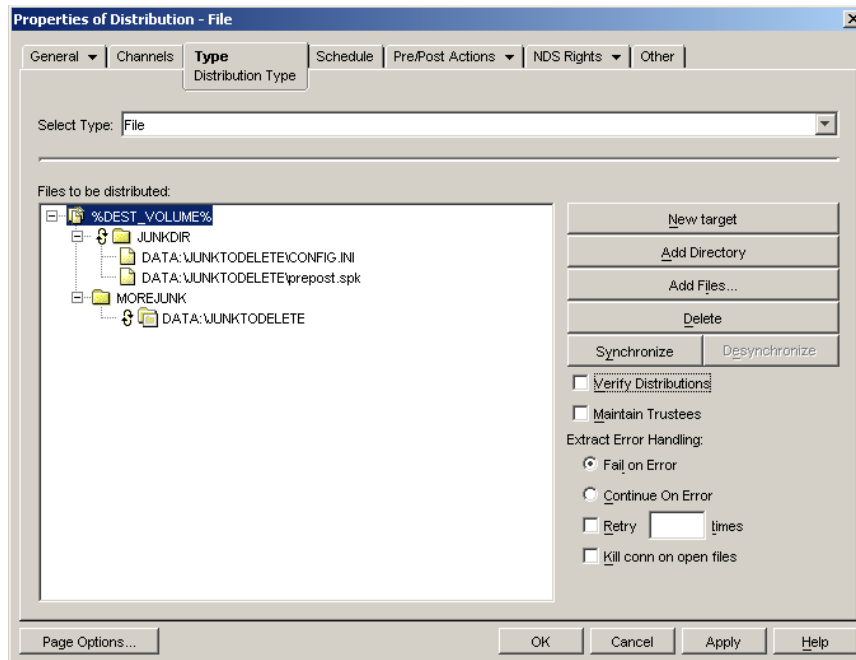 Properties of Distribution - File
General Channels Type Schedule Pre/Post Actions NDS Rights Other
Distribution Type
Select Type: File
Files to be distributed:
%DEST_VOLUME%
JUNKDIR
DATA:\JUNKTODELETE\CONFIG.INI
DATA:\JUNKTODELETE\prepost.spk
MOREJUNK
DATA:\JUNKTODELETE
New target
Add Directory
Add Files...
Delete
Synchronize Desynchronize
Verify Distributions
Maintain Trustees
Extract Error Handling:
Fail on Error
Continue On Error
Retry times
Kill conn on open files
Page Options... OK Cancel Apply Help